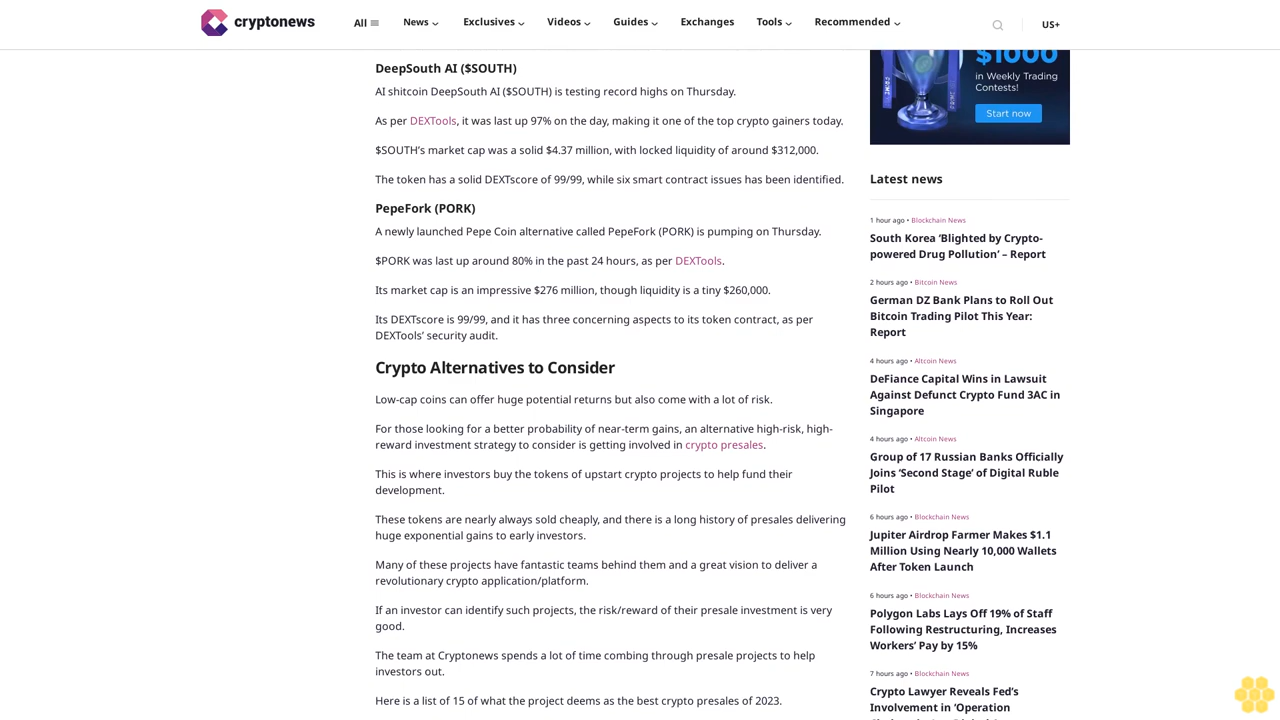 cryptonews
All
News
Exclusives
Videos
Guides
Exchanges
Tools
Recommended
US+
DeepSouth AI ($SOUTH)
AI shitcoin DeepSouth AI ($SOUTH) is testing record highs on Thursday.
As per DEXTools, it was last up 97% on the day, making it one of the top crypto gainers today.
$SOUTH’s market cap was a solid $4.37 million, with locked liquidity of around $312,000.
The token has a solid DEXTscore of 99/99, while six smart contract issues has been identified.
PepeFork (PORK)
A newly launched Pepe Coin alternative called PepeFork (PORK) is pumping on Thursday.
$PORK was last up around 80% in the past 24 hours, as per DEXTools.
Its market cap is an impressive $276 million, though liquidity is a tiny $260,000.
Its DEXTscore is 99/99, and it has three concerning aspects to its token contract, as per
DEXTools’ security audit.
Crypto Alternatives to Consider
Low-cap coins can offer huge potential returns but also come with a lot of risk.
For those looking for a better probability of near-term gains, an alternative high-risk, high-
reward investment strategy to consider is getting involved in crypto presales.
This is where investors buy the tokens of upstart crypto projects to help fund their
development.
These tokens are nearly always sold cheaply, and there is a long history of presales delivering
huge exponential gains to early investors.
Many of these projects have fantastic teams behind them and a great vision to deliver a
revolutionary crypto application/platform.
If an investor can identify such projects, the risk/reward of their presale investment is very
good.
The team at Cryptonews spends a lot of time combing through presale projects to help
investors out.
Here is a list of 15 of what the project deems as the best crypto presales of 2023.
$1000
in Weekly Trading
Contests!
Start now
Latest news
1 hour ago • Blockchain News
South Korea ‘Blighted by Crypto-
powered Drug Pollution’ – Report
2 hours ago • Bitcoin News
German DZ Bank Plans to Roll Out
Bitcoin Trading Pilot This Year:
Report
4 hours ago • Altcoin News
DeFiance Capital Wins in Lawsuit
Against Defunct Crypto Fund 3AC in
Singapore
4 hours ago • Altcoin News
Group of 17 Russian Banks Officially
Joins ‘Second Stage’ of Digital Ruble
Pilot
6 hours ago • Blockchain News
Jupiter Airdrop Farmer Makes $1.1
Million Using Nearly 10,000 Wallets
After Token Launch
6 hours ago • Blockchain News
Polygon Labs Lays Off 19% of Staff
Following Restructuring, Increases
Workers’ Pay by 15%
7 hours ago • Blockchain News
Crypto Lawyer Reveals Fed’s
Involvement in ‘Operation